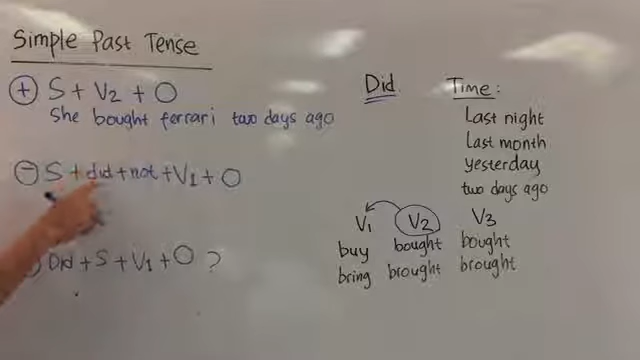 Simple Past Tense
+ S + V2 + O
She bought ferrari two days ago
- S + did + not + V1 + O
Did + S + V1 + O ?
Did
Time :
Last night
Last month
yesterday
two days ago
V1 V2 V3
buy bought bought
bring brought brought